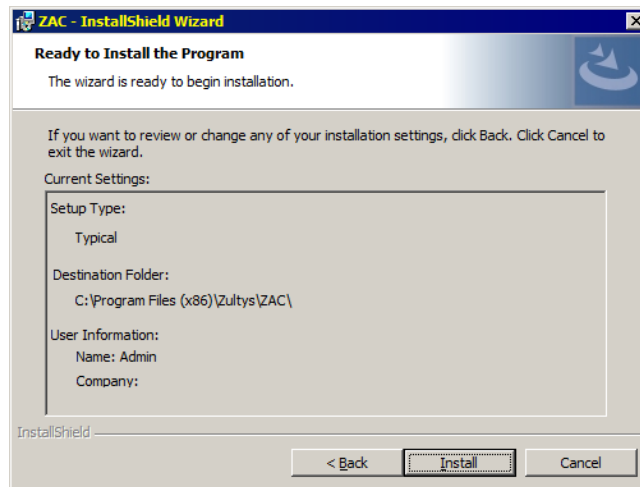 ZAC - InstallShield Wizard
Ready to Install the Program
The wizard is ready to begin installation.
If you want to review or change any of your installation settings, click Back. Click Cancel to
exit the wizard.
Current Settings:
Setup Type:
Typical
Destination Folder:
C:\Program Files (x86)\Zultys\ZAC\
User Information:
Name: Admin
Company:
InstallShield
< Back
Install
Cancel